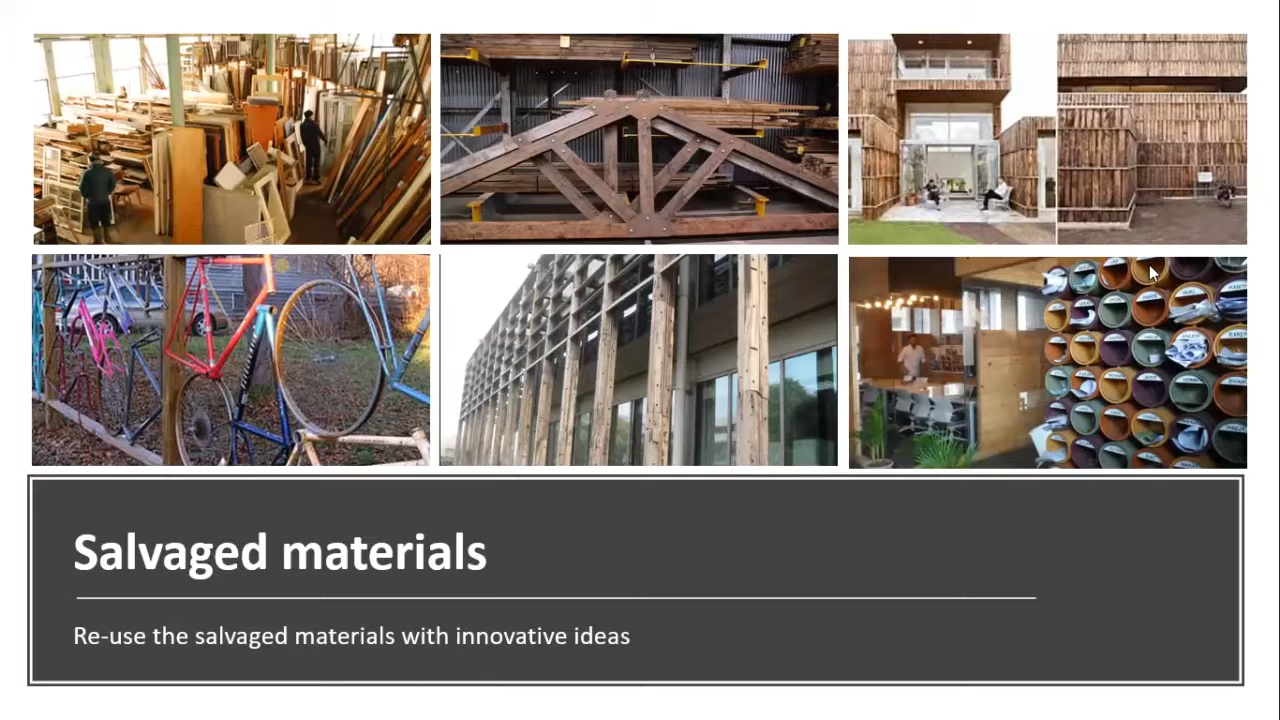 Salvaged materials
Re-use the salvaged materials with innovative ideas